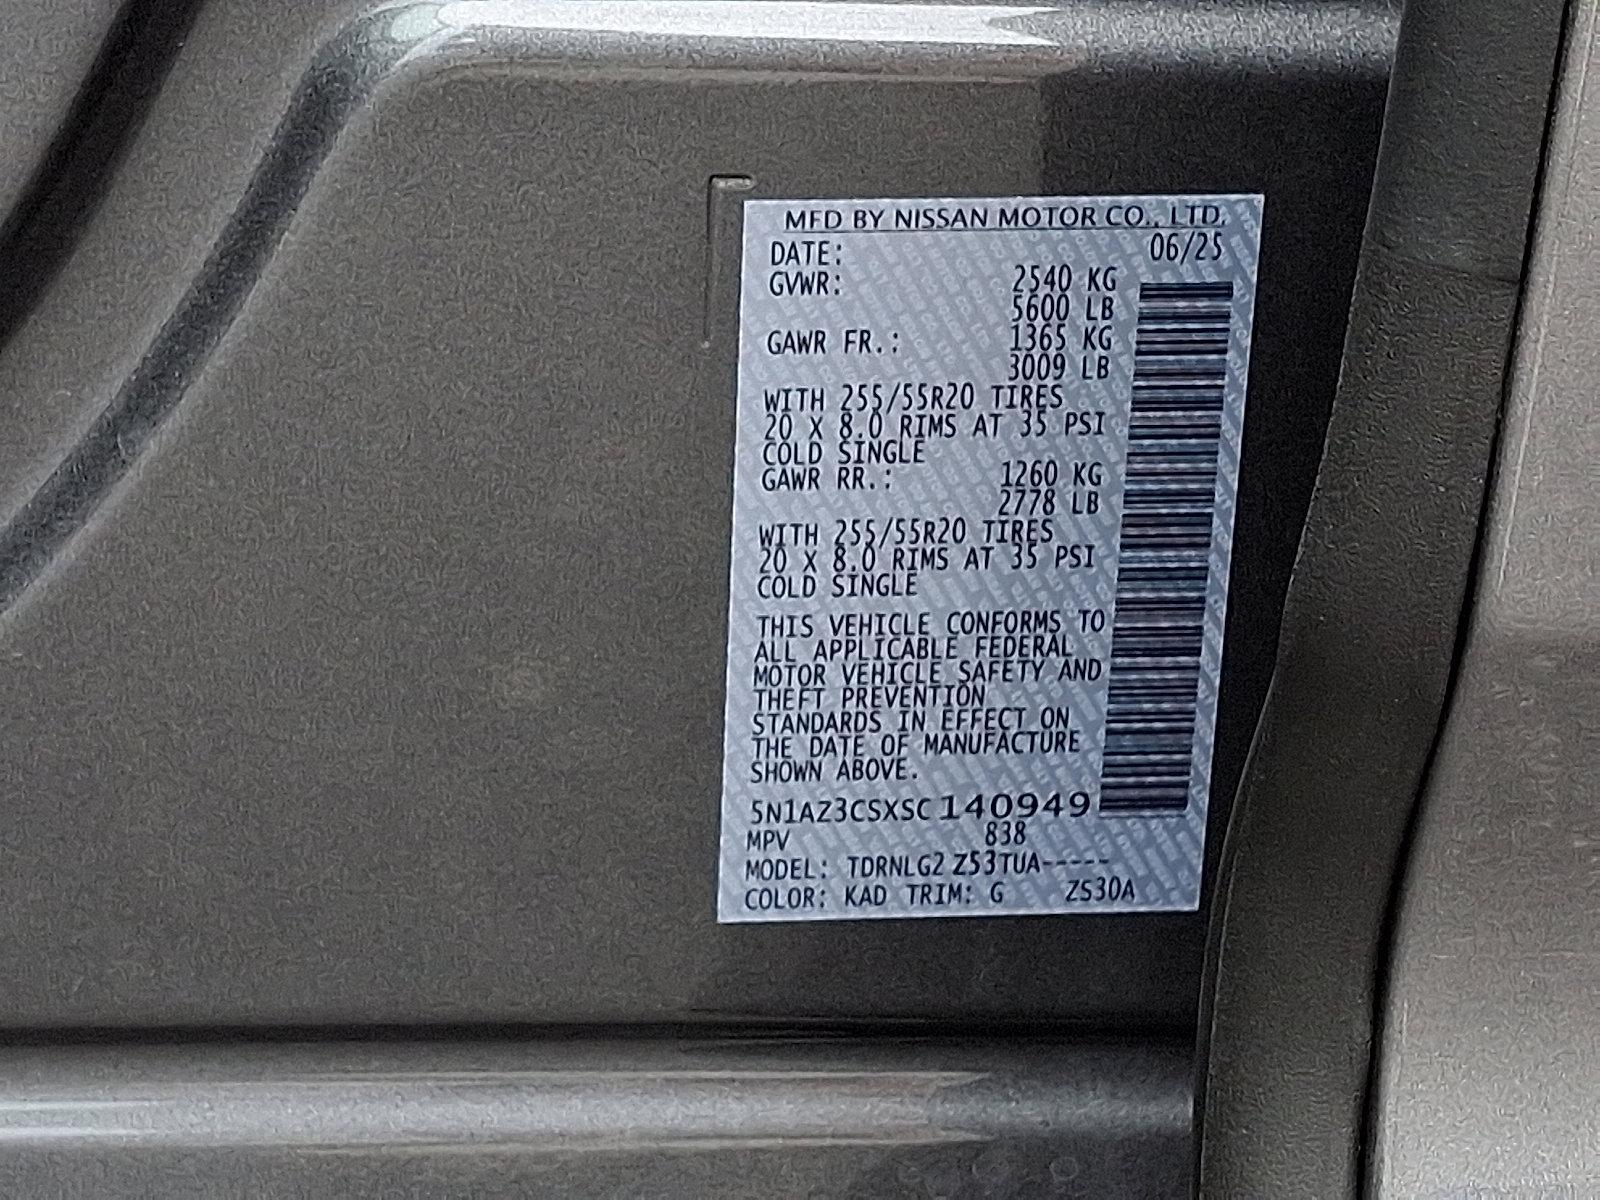 MFD BY NISSAN MOTOR CO., LTD.
DATE: 06/25
GVWR: 2540 KG
5600 LB
GAWR FR.: 1365 KG
3009 LB
WITH 255/55R20 TIRES
20 X 8.0 RIMS AT 35 PSI
COLD SINGLE
GAWR RR.: 1260 KG
2778 LB
WITH 255/55R20 TIRES
20 X 8.0 RIMS AT 35 PSI
COLD SINGLE
THIS VEHICLE CONFORMS TO
ALL APPLICABLE FEDERAL
MOTOR VEHICLE SAFETY AND
THEFT PREVENTION
STANDARDS IN EFFECT ON
THE DATE OF MANUFACTURE
SHOWN ABOVE.
5N1AZ3CSXSC140949
MPV 838
MODEL: TDRNLG2 Z53TUA-----
COLOR: KAD TRIM: G ZS30A